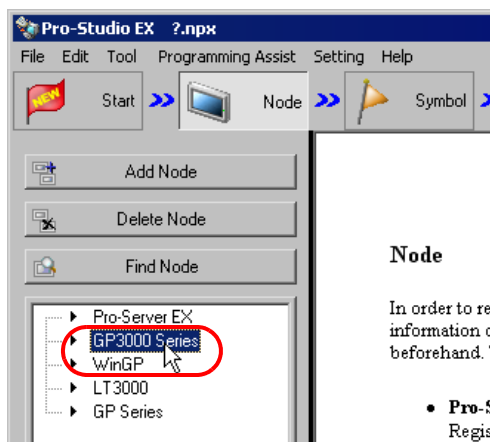 Pro-Studio EX ?.npx
File Edit Tool Programming Assist Setting Help
NEW Start Node Symbol
Add Node
Delete Node
Find Node
Pro-Server EX
GP3000 Series
WinGP
LT3000
GP Series
Node
In order to re
information
beforehand.
Pro-S
Regis